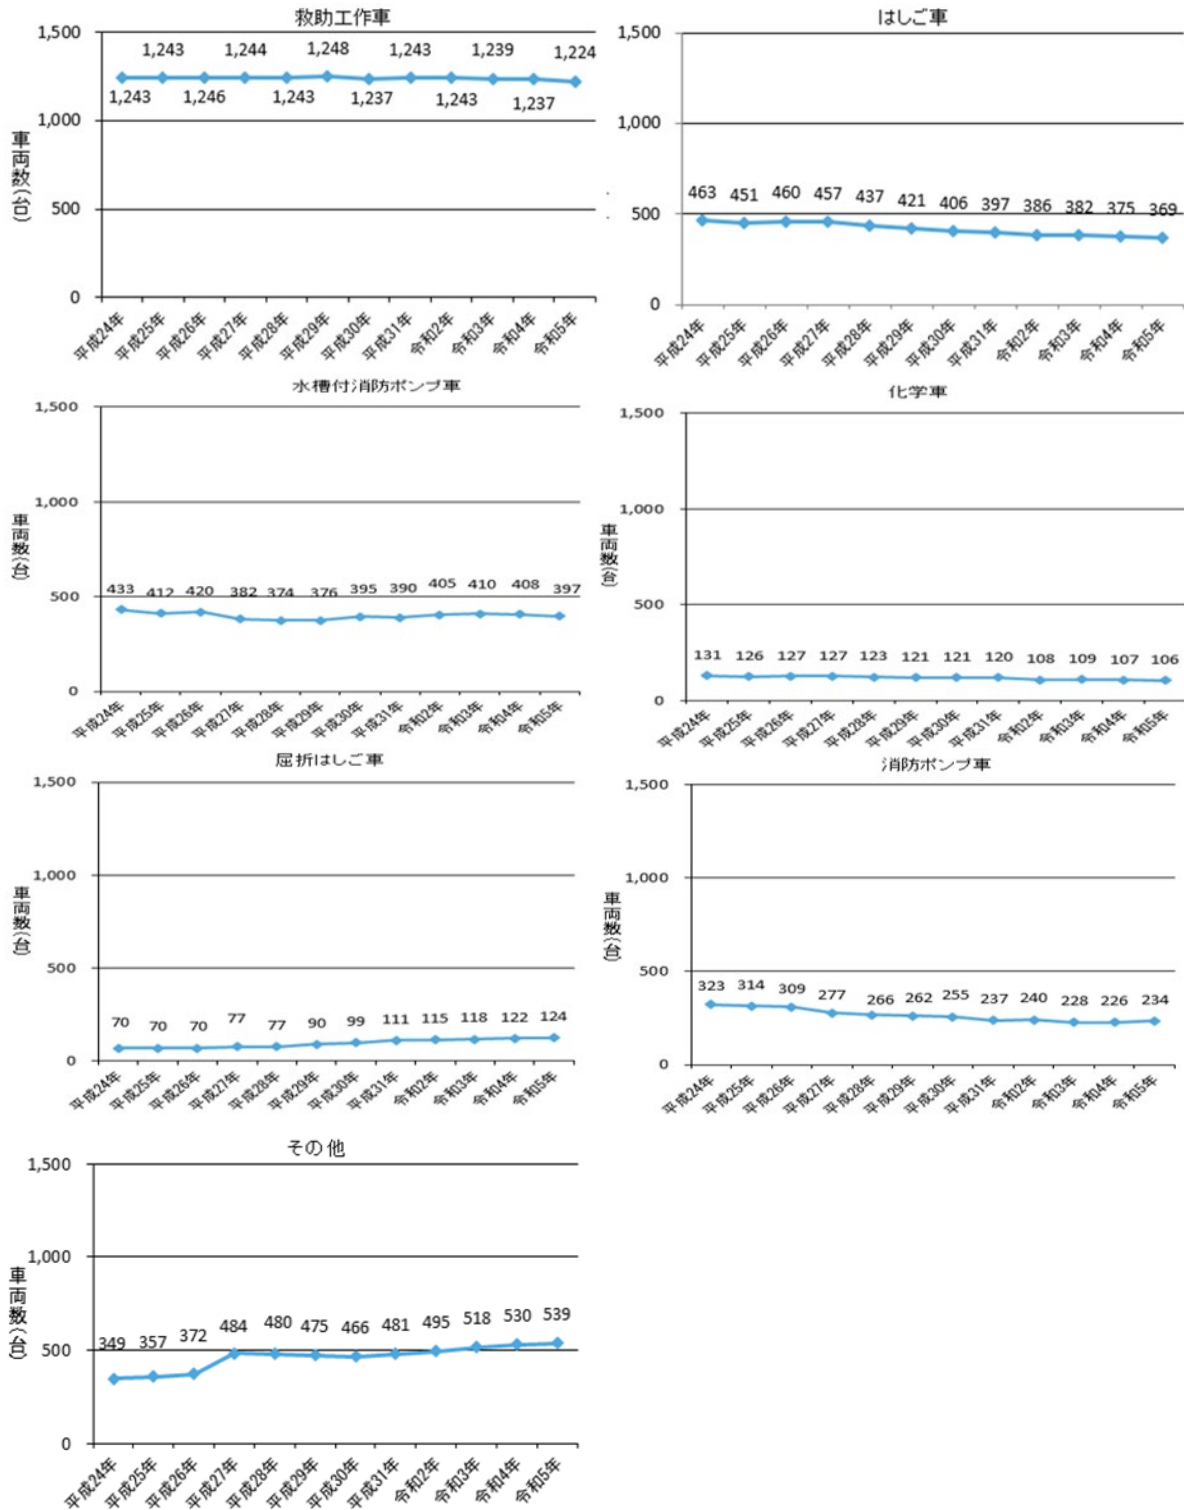 救助工作車
1,500
1,243 1,244 1,248 1,243 1,239 1,224
1,243 1,246 1,243 1,237 1,243 1,237
1,000
500
0
車両数(台)
平成24年 平成25年 平成26年 平成27年 平成28年 平成29年 平成30年 平成31年 令和02年 令和03年 令和04年 令和05年
はしご車
1,500
1,000
463 451 460 457 437 421 406 397 386 382 375 369
500
0
平成24年 平成25年 平成26年 平成27年 平成28年 平成29年 平成30年 平成31年 令和02年 令和03年 令和04年 令和05年
水槽付消防ポンプ車
1,500
1,000
433 412 420 382 374 376 395 390 405 410 408 397
500
0
車両数(台)
平成24年 平成25年 平成26年 平成27年 平成28年 平成29年 平成30年 平成31年 令和02年 令和03年 令和04年 令和05年
化学車
1,500
1,000
500
131 126 127 127 123 121 121 120 108 109 107 106
0
車両数(台)
平成24年 平成25年 平成26年 平成27年 平成28年 平成29年 平成30年 平成31年 令和02年 令和03年 令和04年 令和05年
屈折はしご車
1,500
1,000
500
70 70 70 77 77 90 99 111 115 118 122 124
0
車両数(台)
平成24年 平成25年 平成26年 平成27年 平成28年 平成29年 平成30年 平成31年 令和02年 令和03年 令和04年 令和05年
消防ポンプ車
1,500
1,000
500
323 314 309 277 266 262 255 237 240 228 226 234
0
車両数(台)
平成24年 平成25年 平成26年 平成27年 平成28年 平成29年 平成30年 平成31年 令和02年 令和03年 令和04年 令和05年
その他
1,500
1,000
349 357 372 484 480 475 466 481 495 518 530 539
500
0
車両数(台)
平成24年 平成25年 平成26年 平成27年 平成28年 平成29年 平成30年 平成31年 令和02年 令和03年 令和04年 令和05年